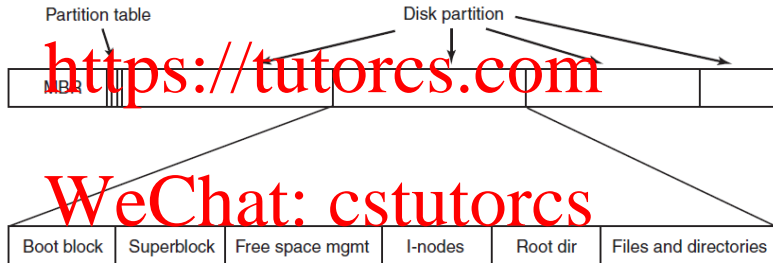 Partition table
Disk partition
https://tutorcs.com
MBR
WeChat: cstutorcs
Boot block
Superblock
Free space mgmt
I-nodes
Root dir
Files and directories